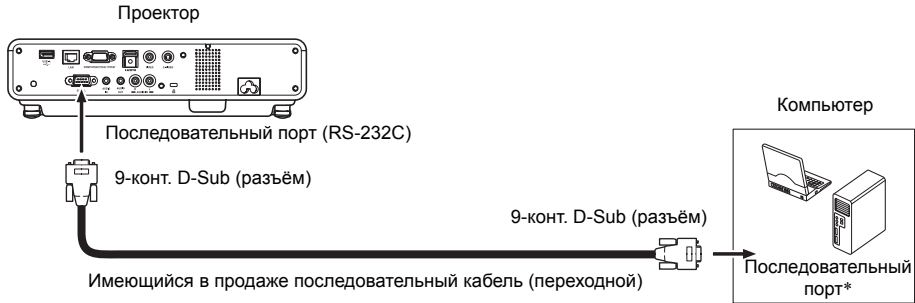 Проектор
Последовательный порт (RS-232C)
9-конт. D-Sub (разъём)
Компьютер
9-конт. D-Sub (разъём)
Имеющийся в продаже последовательный кабель (переходной)
Последовательный
порт*